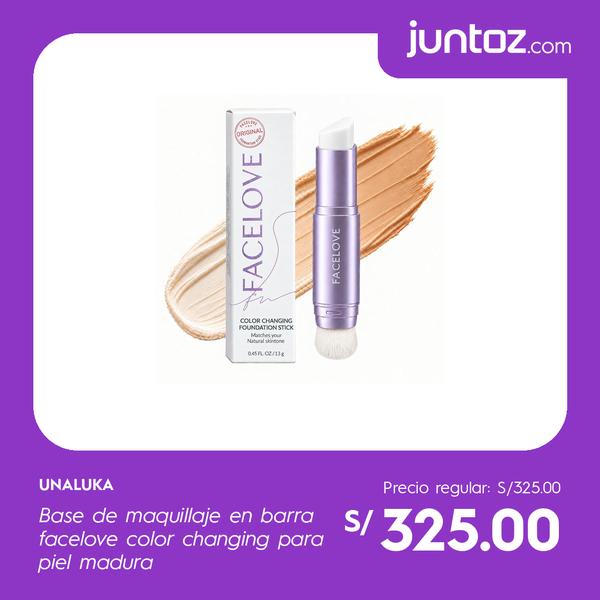 juntoz.com
FACELOVE
ORIGINAL
FACELOVE
COLOR CHANGING
FOUNDATION STICK
Matches your
Natural skintone
0.45 FL. OZ / 13 g
FACELOVE
UNALUKA
Base de maquillaje en barra
facelove color changing para
piel madura
Precio regular: S/325.00
S/ 325.00